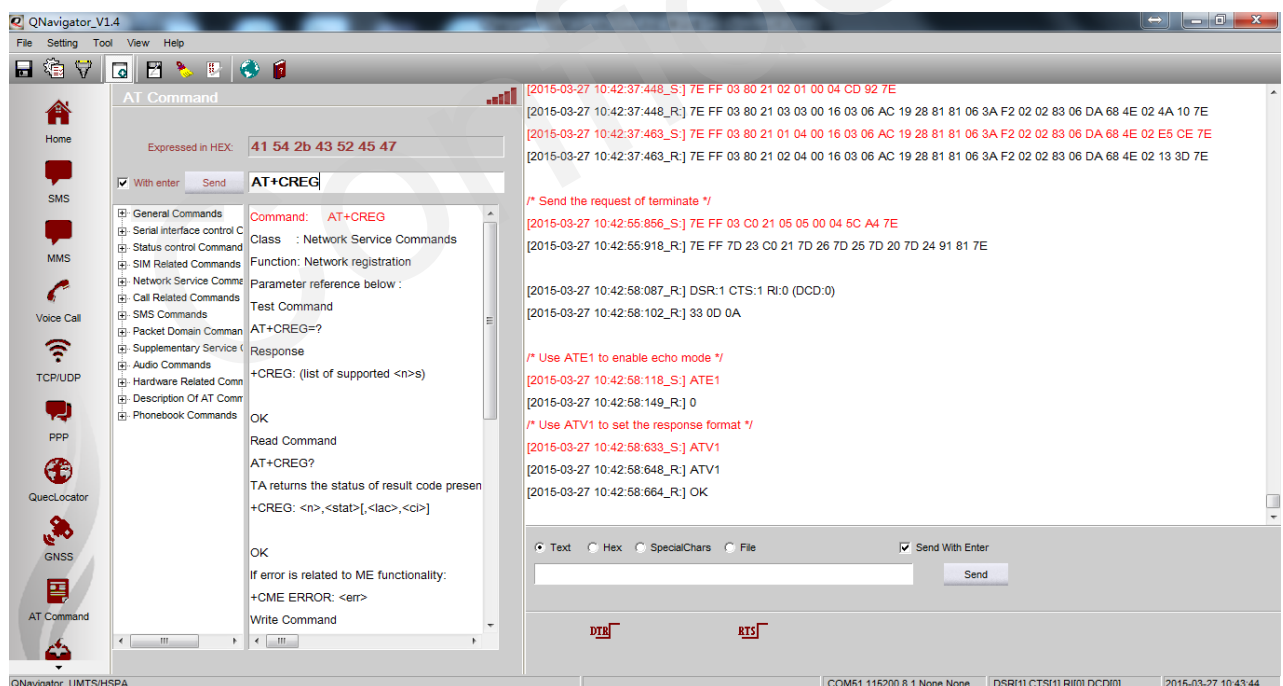 QNavigator_V1.4
File Setting Tool View Help
Home
SMS
MMS
Voice Call
TCP/UDP
PPP
QuecLocator
GNSS
AT Command
AT Command
Expressed in HEX: 41 54 2b 43 52 45 47
With enter Send AT+CREG
General Commands
Serial interface control C
Status control Command
SIM Related Commands
Network Service Comma
Call Related Commands
SMS Commands
Packet Domain Comman
Supplementary Service (
Audio Commands
Hardware Related Comm
Description Of AT Comm
Phonebook Commands
Command: AT+CREG
Class : Network Service Commands
Function: Network registration
Parameter reference below :
Test Command
AT+CREG=?
Response
+CREG: (list of supported <n>s)
OK
Read Command
AT+CREG?
TA returns the status of result code presen
+CREG: <n>,<stat>[,<lac>,<ci>]
OK
If error is related to ME functionality:
+CME ERROR: <err>
Write Command
[2015-03-27 10:42:37:448_S:] 7E FF 03 80 21 02 01 00 04 CD 92 7E
[2015-03-27 10:42:37:448_R:] 7E FF 03 80 21 03 03 00 16 03 06 AC 19 28 81 81 06 3A F2 02 02 83 06 DA 68 4E 02 4A 10 7E
[2015-03-27 10:42:37:463_S:] 7E FF 03 80 21 01 04 00 16 03 06 AC 19 28 81 81 06 3A F2 02 02 83 06 DA 68 4E 02 E5 CE 7E
[2015-03-27 10:42:37:463_R:] 7E FF 03 80 21 02 04 00 16 03 06 AC 19 28 81 81 06 3A F2 02 02 83 06 DA 68 4E 02 13 3D 7E
/* Send the request of terminate */
[2015-03-27 10:42:55:856_S:] 7E FF 03 C0 21 05 05 00 04 5C A4 7E
[2015-03-27 10:42:55:918_R:] 7E FF 7D 23 C0 21 7D 26 7D 25 7D 20 7D 24 91 81 7E
[2015-03-27 10:42:58:087_R:] DSR:1 CTS:1 RI:0 (DCD:0)
[2015-03-27 10:42:58:102_R:] 33 0D 0A
/* Use ATE1 to enable echo mode */
[2015-03-27 10:42:58:118_S:] ATE1
[2015-03-27 10:42:58:149_R:] 0
/* Use ATV1 to set the response format */
[2015-03-27 10:42:58:633_S:] ATV1
[2015-03-27 10:42:58:648_R:] ATV1
[2015-03-27 10:42:58:664_R:] OK
Text Hex SpecialChars File Send With Enter
Send
DTR RTS
QNavigator UMTS/HSPA COM51 115200 8 1 None None DSR[1] CTS[1] RI[0] DCD[0] 2015-03-27 10:43:44